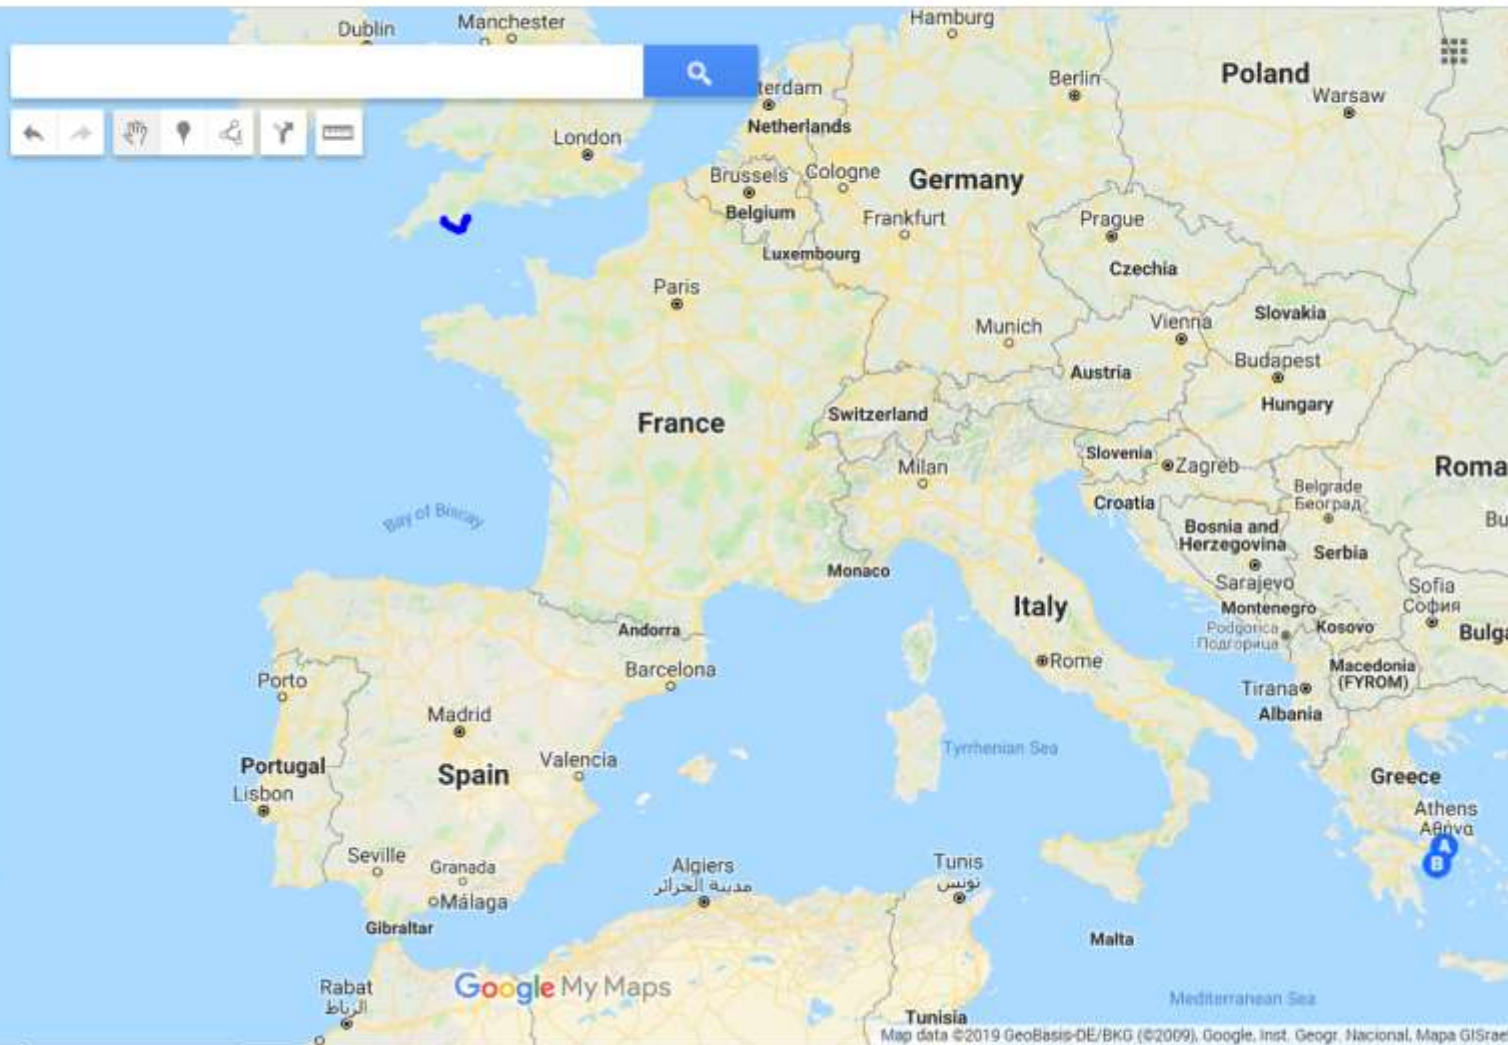 Hamburg
Dublin
Manchester
Poland
Berlin
terdam
Warsaw
Netherlands
London
Brussels
Cologne
Germany
Belgium
Frankfurt
Prague
Luxembourg
Czechia
Paris
Slovakia
Munich
Vienna
Budapest
Austria
Hungary
Switzerland
France
Slovenia
Zagreb
Milan
Roma
Belgrade
Београд
Croatia
Bay of Biscay
Bu
Bosnia and
Herzegovina
Serbia
Monaco
Sarajevo
Sofia
София
Italy
Montenegro
Podgorica
Подгорица
Kosovo
Bulga
Andorra
Rome
Barcelona
Macedonia
(FYROM)
Porto
Tirana
Albania
Madrid
Tyrrhenian Sea
Valencia
Portugal
Spain
Greece
Lisbon
Athens
Αθήνα
A
B
Seville
Granada
Algiers
مدينة الجزائر
Tunis
تونس
Málaga
Gibraltar
Malta
Rabat
الرباط
Google My Maps
Mediterranean Sea
Tunisia
Map data ©2019 GeoBasis-DE/BKG (©2009), Google, Inst. Geogr. Nacional, Mapa GISrae